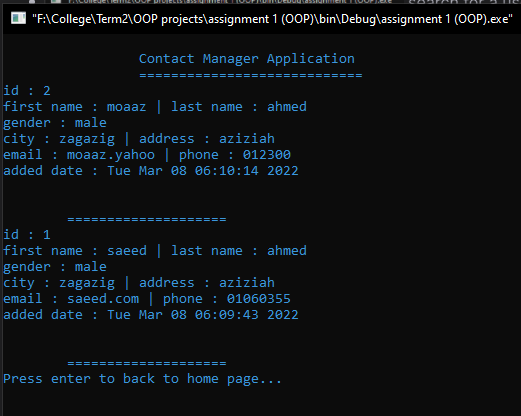 "F:\College\Term2\OOP projects\assignment 1 (OOP)\bin\Debug\assignment 1 (OOP).exe"
Contact Manager Application
============================
id : 2
first name : moaaz | last name : ahmed
gender : male
city : zagazig | address : aziziah
email : moaaz.yahoo | phone : 012300
added date : Tue Mar 08 06:10:14 2022
====================
id : 1
first name : saeed | last name : ahmed
gender : male
city : zagazig | address : aziziah
email : saeed.com | phone : 01060355
added date : Tue Mar 08 06:09:43 2022
====================
Press enter to back to home page...